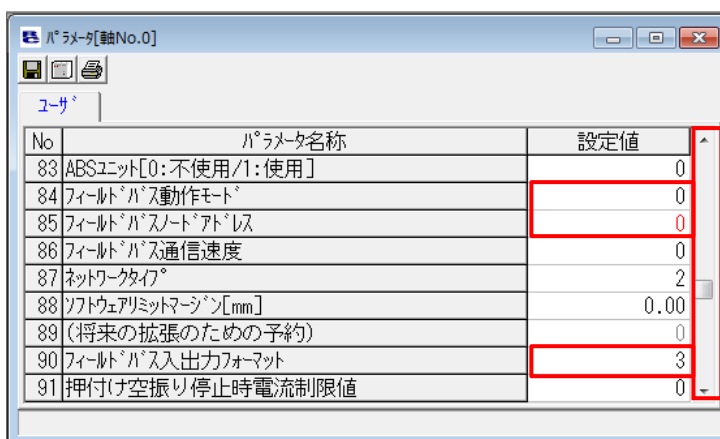 ﾊﾟﾗﾒｰﾀ[軸No.0]
ﾕｰｻﾞ
No ﾊﾟﾗﾒｰﾀ名称 設定値
83 ABSﾕﾆｯﾄ[0:不使用/1:使用] 0
84 ﾌｨｰﾙﾄﾞﾊﾞｽ動作ﾓｰﾄﾞ 0
85 ﾌｨｰﾙﾄﾞﾊﾞｽﾉｰﾄﾞｱﾄﾞﾚｽ 0
86 ﾌｨｰﾙﾄﾞﾊﾞｽ通信速度 0
87 ﾈｯﾄﾜｰｸﾀｲﾌﾟ 2
88 ｿﾌﾄｳｪｱﾘﾐｯﾄﾏｰｼﾞﾝ[mm] 0.00
89 (将来の拡張のための予約) 0
90 ﾌｨｰﾙﾄﾞﾊﾞｽ入出力ﾌｫｰﾏｯﾄ 3
91 押付け空振り停止時電流制限値 0